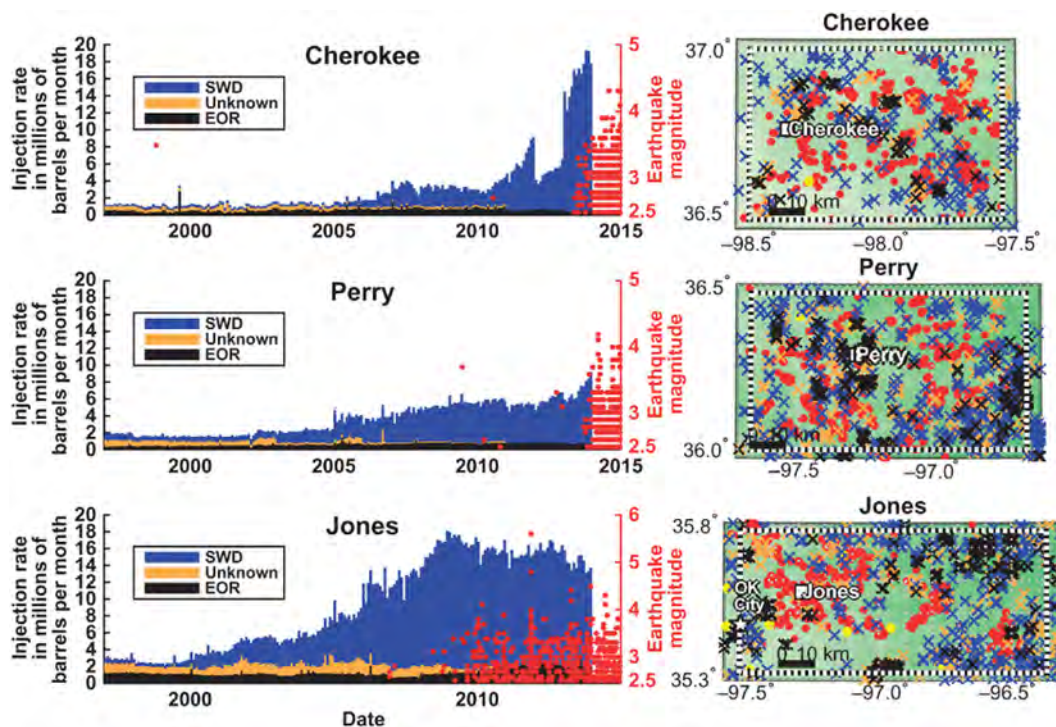 Cherokee
Injection rate
in millions of
barrels per month
20
18
16
14
12
10
8
6
4
2
0
SWD
Unknown
EOR
2000
2005
2010
2015
5
4
3
2.5
Earthquake
magnitude
Cherokee
37.0°
36.5°
Cherokee
0 10 km
−98.5°
−98.0°
−97.5°
Perry
Injection rate
in millions of
barrels per month
20
18
16
14
12
10
8
6
4
2
0
SWD
Unknown
EOR
2000
2005
2010
2015
5
4
3
2.5
Earthquake
magnitude
Perry
36.5°
36.0°
Perry
km
−97.5°
−97.0°
Jones
Injection rate
in millions of
barrels per month
20
18
16
14
12
10
8
6
4
2
0
SWD
Unknown
EOR
2000
2010
Date
6
5
4
3
2.5
Earthquake
magnitude
Jones
35.8°
35.3°
OK
City
Jones
0 10 km
−97.5°
−97.0°
−96.5°